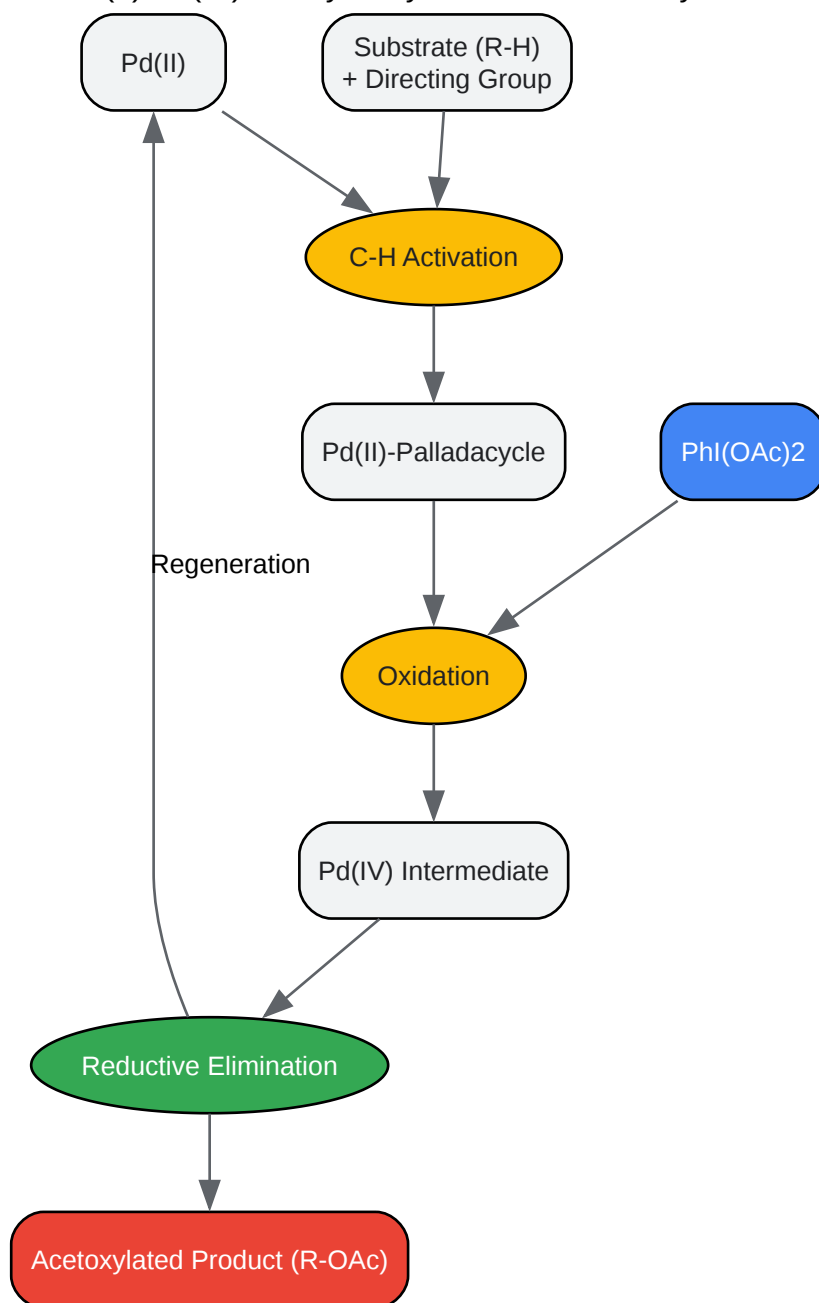 Pd(II)
Substrate (R-H)
+ Directing Group
C-H Activation
Pd(II)-Palladacycle
PhI(OAc)2
Regeneration
Oxidation
Pd(IV) Intermediate
Reductive Elimination
Acetoxylated Product (R-OAc)